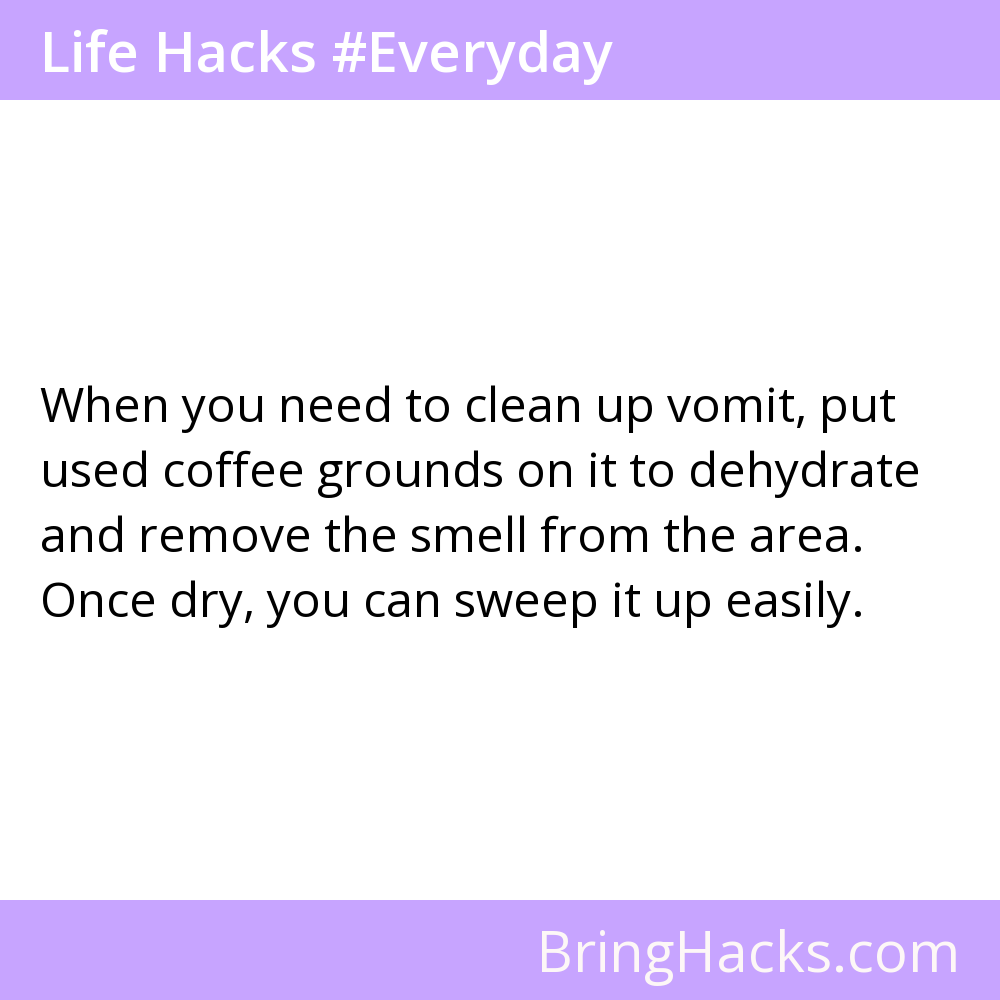 Life Hacks #Everyday
When you need to clean up vomit, put
used coffee grounds on it to dehydrate
and remove the smell from the area.
Once dry, you can sweep it up easily.
BringHacks.com